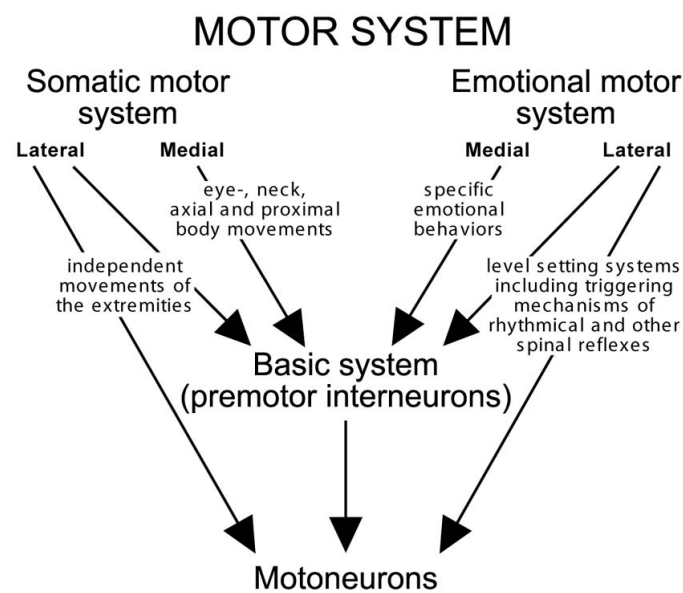 MOTOR SYSTEM
Somatic motor
system
Emotional motor
system
Lateral
Medial
Medial
Lateral
eye-, neck,
axial and proximal
body movements
specific
emotional
behaviors
independent
movements of
the extremities
level setting systems
including triggering
mechanisms of
rhythmical and other
spinal reflexes
Basic system
(premotor interneurons)
Motoneurons